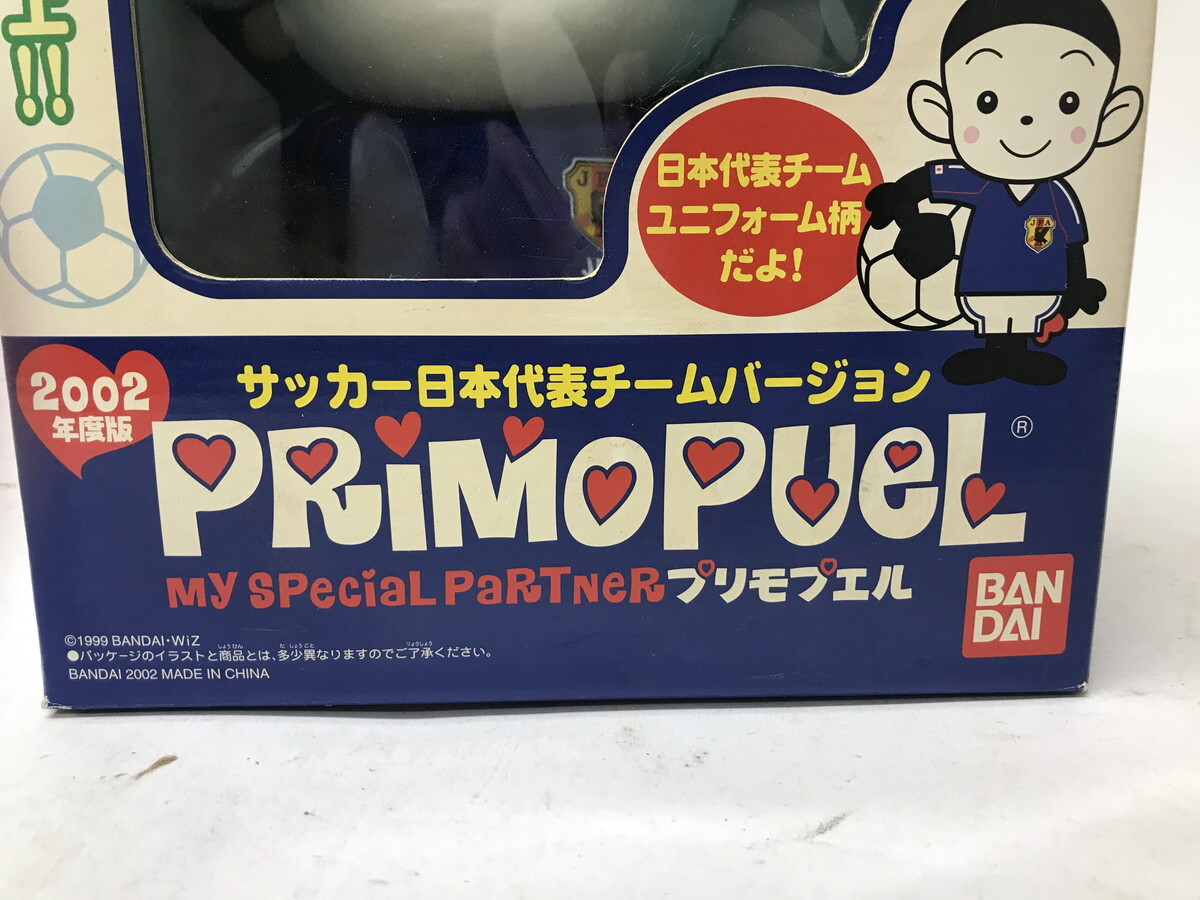 上
JFA
日本代表チーム
ユニフォーム柄
だよ!
JFA
2002
年度版
サッカー日本代表チームバージョン
PRiMOPUeL®
MY SPeCiaL PaRTNeR プリモプエル
BAN
DAI
©1999 BANDAI・WiZ
●パッケージのイラストと商品とは、多少異なりますのでご了承ください。
BANDAI 2002 MADE IN CHINA